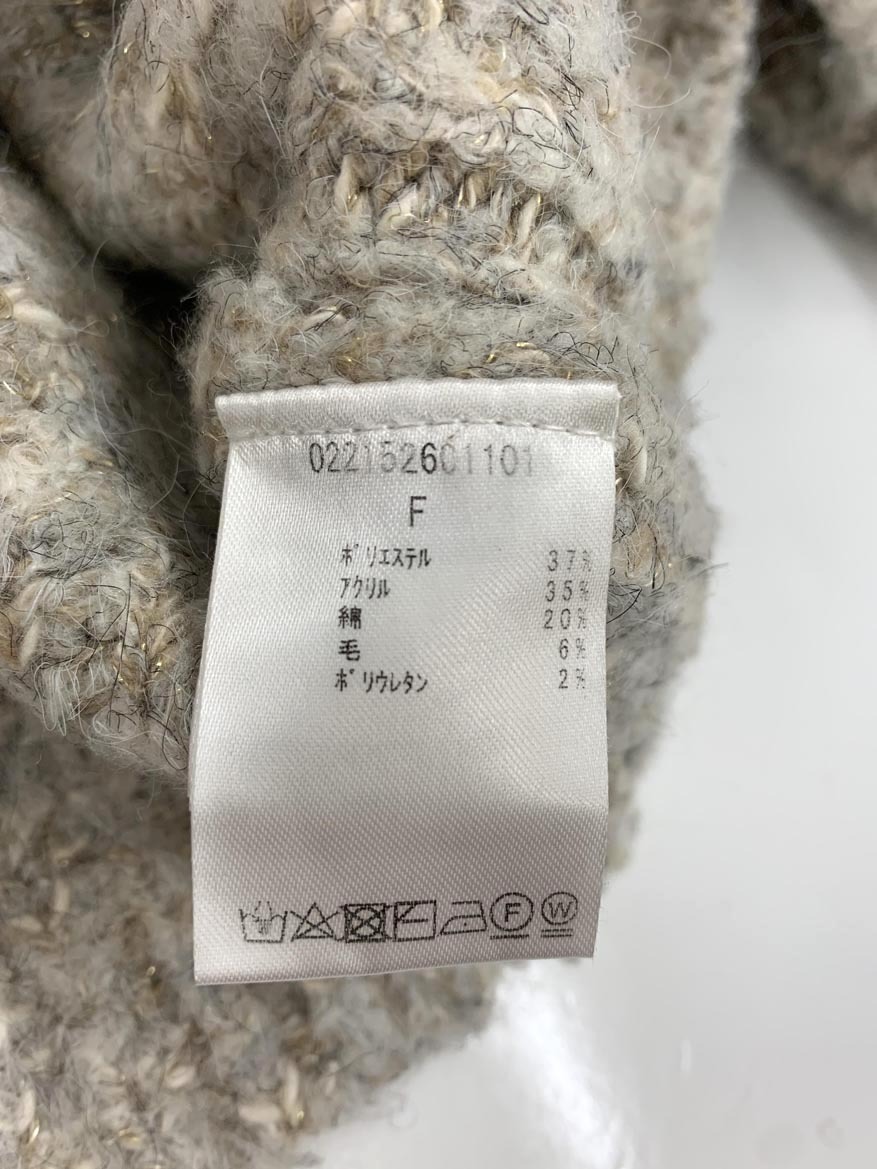 022152601101
F
ポリエステル 37%
アクリル 35%
綿 20%
毛 6%
ポリウレタン 2%
F W